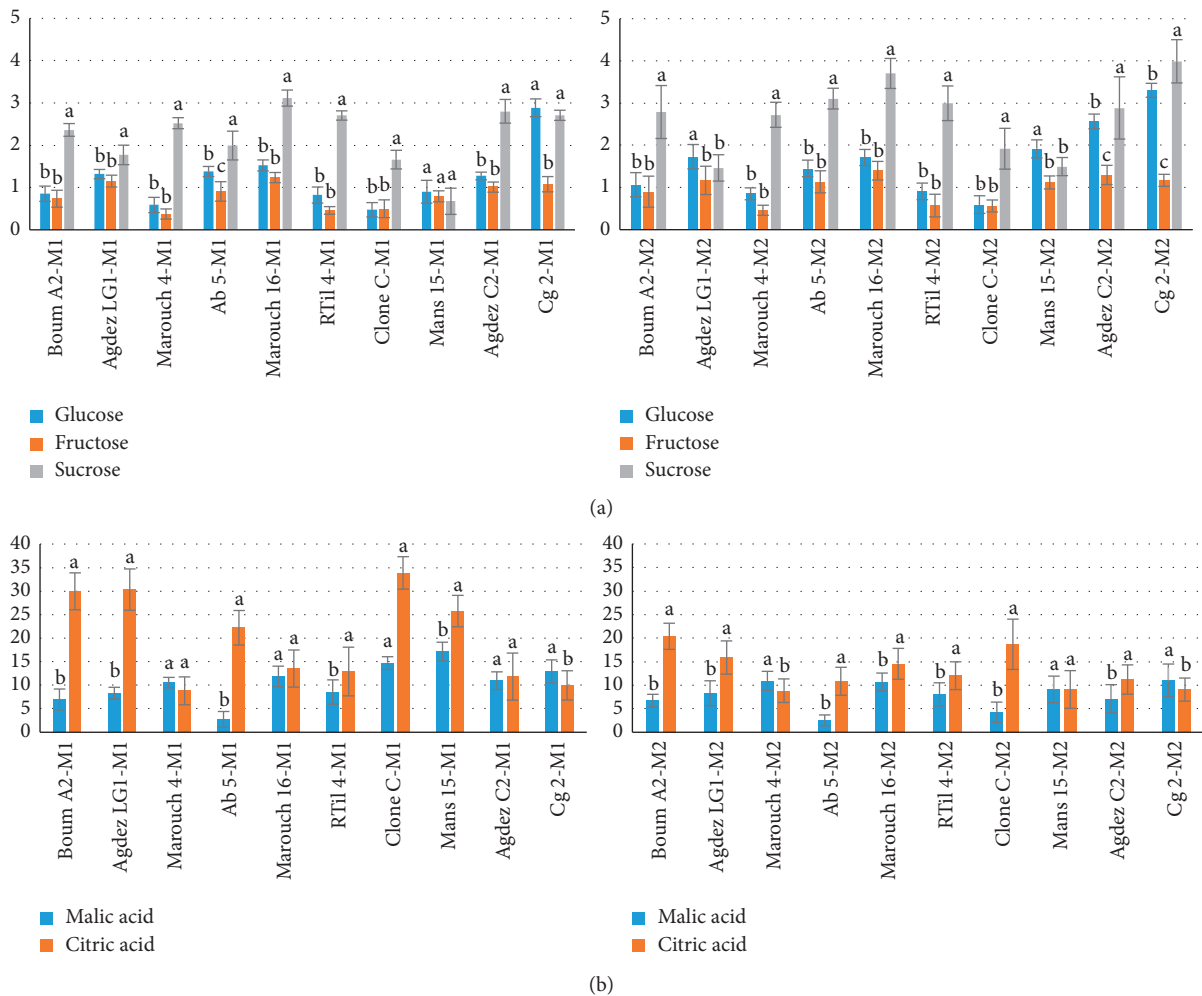 5
4
3
2
1
0
b b a
b b a
b b a
b c a
b b a
b b a
b b a
a a a
b b a
a b a
Boum A2-M1
Agdez LG1-M1
Marouch 4-M1
Ab 5-M1
Marouch 16-M1
RTil 4-M1
Clone C-M1
Mans 15-M1
Agdez C2-M1
Cg 2-M1
Glucose
Fructose
Sucrose
5
4
3
2
1
0
b b a
a b b
b b a
b b a
b b a
b b a
b b a
a b b
b c a
b c a
Boum A2-M2
Agdez LG1-M2
Marouch 4-M2
Ab 5-M2
Marouch 16-M2
RTil 4-M2
Clone C-M2
Mans 15-M2
Agdez C2-M2
Cg 2-M2
Glucose
Fructose
Sucrose
(a)
40
35
30
25
20
15
10
5
0
b a
b a
a a
b a
a a
b a
b a
b a
a a
a b
Boum A2-M1
Agdez LG1-M1
Marouch 4-M1
Ab 5-M1
Marouch 16-M1
RTil 4-M1
Clone C-M1
Mans 15-M1
Agdez C2-M1
Cg 2-M1
Malic acid
Citric acid
40
35
30
25
20
15
10
5
0
b a
b a
a b
b a
b a
b a
b a
a a
b a
a b
Boum A2-M2
Agdez LG1-M2
Marouch 4-M2
Ab 5-M2
Marouch 16-M2
RTil 4-M2
Clone C-M2
Mans 15-M2
Agdez C2-M2
Cg 2-M2
Malic acid
Citric acid
(b)